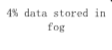 4% data stored in
fog